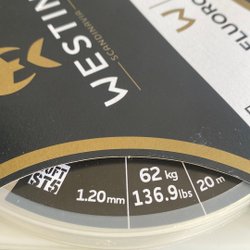 WESTIN
SCANDINAVIA
W
FLUORO
1.20mm
62 kg
136.9lbs
20m